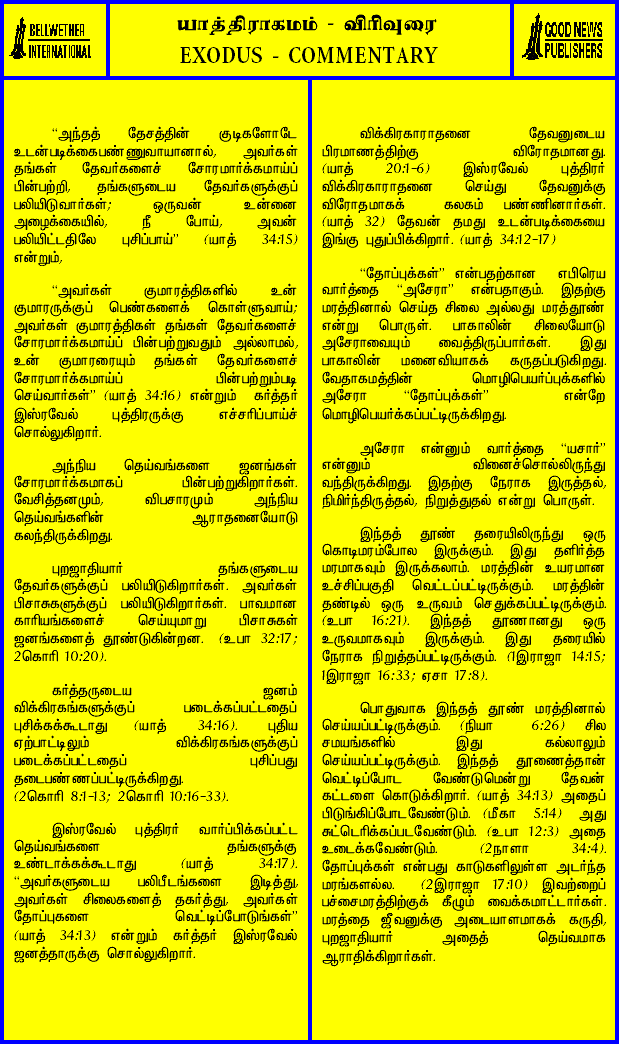 BELLWETHER
INTERNATIONAL
யாத்திராகமம் - விரிவுரை
EXODUS - COMMENTARY
GOOD NEWS
PUBLISHERS
“அந்தத் தேசத்தின் குடிகளோடே
உடன்படிக்கைபண்ணுவாயானால், அவர்கள்
தங்கள் தேவர்களைச் சோரமார்க்கமாய்ப்
பின்பற்றி, தங்களுடைய தேவர்களுக்குப்
பலியிடுவார்கள்; ஒருவன் உன்னை
அழைக்கையில், நீ போய், அவன்
பலியிட்டதிலே புசிப்பாய்” (யாத் 34:15)
என்றும்,
“அவர்கள் குமாரத்திகளில் உன்
குமாரருக்குப் பெண்களைக் கொள்ளுவாய்;
அவர்கள் குமாரத்திகள் தங்கள் தேவர்களைச்
சோரமார்க்கமாய்ப் பின்பற்றுவதும் அல்லாமல்,
உன் குமாரரையும் தங்கள் தேவர்களைச்
சோரமார்க்கமாய்ப் பின்பற்றும்படி
செய்வார்கள்” (யாத் 34:16) என்றும் கர்த்தர்
இஸ்ரவேல் புத்திரருக்கு எச்சரிப்பாய்ச்
சொல்லுகிறார்.
அந்நிய தெய்வங்களை ஜனங்கள்
சோரமார்க்கமாகப் பின்பற்றுகிறார்கள்.
வேசித்தனமும், விபசாரமும் அந்நிய
தெய்வங்களின் ஆராதனையோடு
கலந்திருக்கிறது.
புறஜாதியார் தங்களுடைய
தேவர்களுக்குப் பலியிடுகிறார்கள். அவர்கள்
பிசாசுகளுக்குப் பலியிடுகிறார்கள். பாவமான
காரியங்களைச் செய்யுமாறு பிசாசுகள்
ஜனங்களைத் தூண்டுகின்றன. (உபா 32:17;
2கொரி 10:20).
கர்த்தருடைய ஜனம்
விக்கிரகங்களுக்குப் படைக்கப்பட்டதைப்
புசிக்கக்கூடாது (யாத் 34:16). புதிய
ஏற்பாட்டிலும் விக்கிரகங்களுக்குப்
படைக்கப்பட்டதைப் புசிப்பது
தடைபண்ணப்பட்டிருக்கிறது.
(2கொரி 8:1-13; 2கொரி 10:16-33).
இஸ்ரவேல் புத்திரர் வார்ப்பிக்கப்பட்ட
தெய்வங்களை தங்களுக்கு
உண்டாக்கக்கூடாது (யாத் 34:17).
“அவர்களுடைய பலிபீடங்களை இடித்து,
அவர்கள் சிலைகளைத் தகர்த்து, அவர்கள்
தோப்புகளை வெட்டிப்போடுங்கள்”
(யாத் 34:13) என்றும் கர்த்தர் இஸ்ரவேல்
ஜனத்தாருக்கு சொல்லுகிறார்.
விக்கிரகாராதனை தேவனுடைய
பிரமாணத்திற்கு விரோதமானது.
(யாத் 20:1-6) இஸ்ரவேல் புத்திரர்
விக்கிரகாராதனை செய்து தேவனுக்கு
விரோதமாகக் கலகம் பண்ணினார்கள்.
(யாத் 32) தேவன் தமது உடன்படிக்கையை
இங்கு புதுப்பிக்கிறார். (யாத் 34:12-17)
“தோப்புக்கள்” என்பதற்கான எபிரெய
வார்த்தை “அசேரா” என்பதாகும். இதற்கு
மரத்தினால் செய்த சிலை அல்லது மரத்தூண்
என்று பொருள். பாகாலின் சிலையோடு
அசேராவையும் வைத்திருப்பார்கள். இது
பாகாலின் மனைவியாகக் கருதப்படுகிறது.
வேதாகமத்தின் மொழிபெயர்ப்புக்களில்
அசேரா “தோப்புக்கள்” என்றே
மொழிபெயர்க்கப்பட்டிருக்கிறது.
அசேரா என்னும் வார்த்தை “யசார்”
என்னும் வினைச்சொல்லிருந்து
வந்திருக்கிறது. இதற்கு நேராக இருத்தல்,
நிமிர்ந்திருத்தல், நிறுத்துதல் என்று பொருள்.
இந்தத் தூண் தரையிலிருந்து ஒரு
கொடிமரம்போல இருக்கும். இது தளிர்த்த
மரமாகவும் இருக்கலாம். மரத்தின் உயரமான
உச்சிப்பகுதி வெட்டப்பட்டிருக்கும். மரத்தின்
தண்டில் ஒரு உருவம் செதுக்கப்பட்டிருக்கும்.
(உபா 16:21). இந்தத் தூணானது ஒரு
உருவமாகவும் இருக்கும். இது தரையில்
நேராக நிறுத்தப்பட்டிருக்கும். (1இராஜா 14:15;
1இராஜா 16:33; ஏசா 17:8).
பொதுவாக இந்தத் தூண் மரத்தினால்
செய்யப்பட்டிருக்கும். (நியா 6:26) சில
சமயங்களில் இது கல்லாலும்
செய்யப்பட்டிருக்கும். இந்தத் தூணைத்தான்
வெட்டிப்போட வேண்டுமென்று தேவன்
கட்டளை கொடுக்கிறார். (யாத் 34:13) அதைப்
பிடுங்கிப்போடவேண்டும். (மீகா 5:14) அது
சுட்டெரிக்கப்படவேண்டும். (உபா 12:3) அதை
உடைக்கவேண்டும். (2நாளா 34:4).
தோப்புக்கள் என்பது காடுகளிலுள்ள அடர்ந்த
மரங்களல்ல. (2இராஜா 17:10) இவற்றைப்
பச்சைமரத்திற்குக் கீழும் வைக்கமாட்டார்கள்.
மரத்தை ஜீவனுக்கு அடையாளமாகக் கருதி,
புறஜாதியார் அதைத் தெய்வமாக
ஆராதிக்கிறார்கள்.